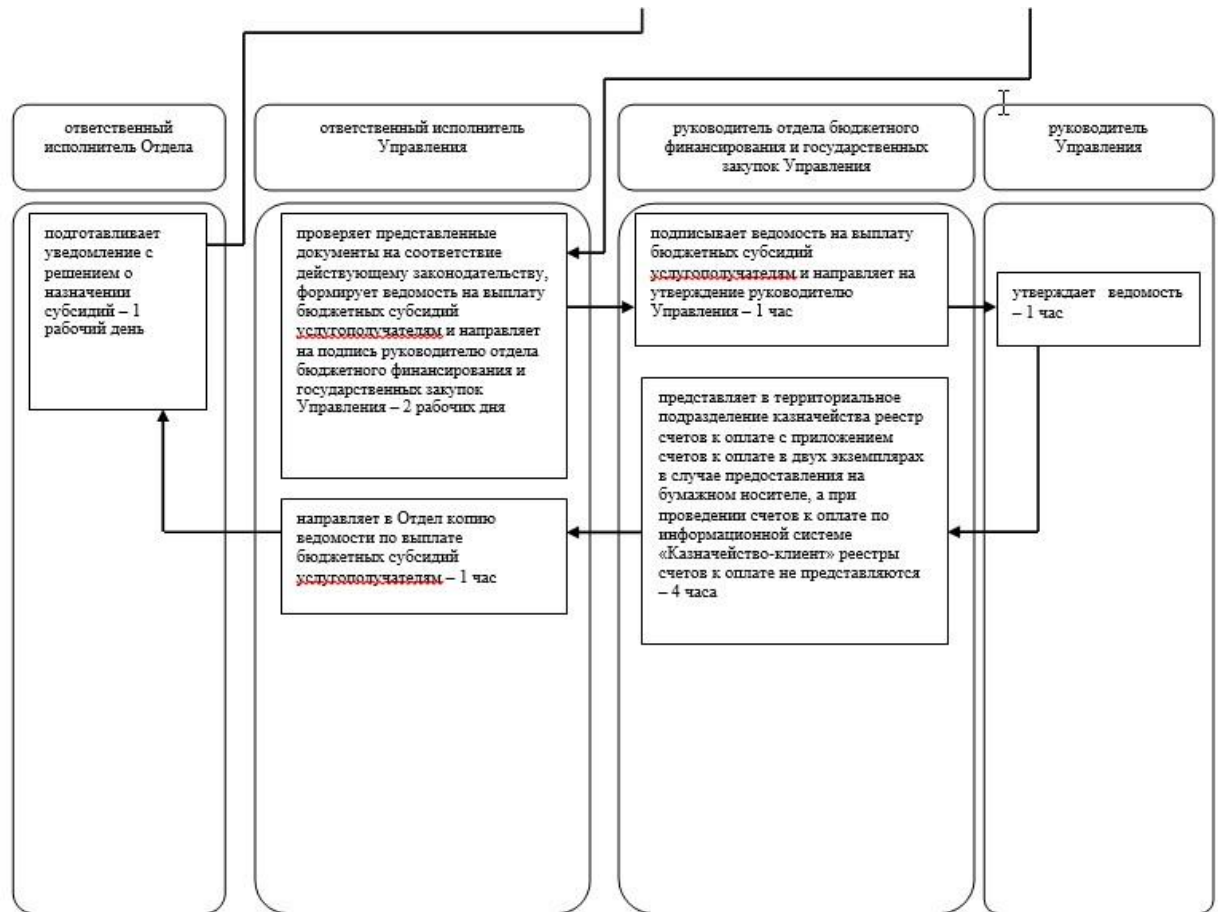 ответственный
исполнитель Отдела
ответственный исполнитель
Управления
руководитель отдела бюджетного
финансирования и государственных
закупок Управления
руководитель
Управления
подготавливает
уведомление с
решением о
назначении
субсидий – 1
рабочий день
проверяет представленные
документы на соответствие
действующему законодательству,
формирует ведомость на выплату
бюджетных субсидий
услугополучателям и направляет
на подпись руководителю отдела
бюджетного финансирования и
государственных закупок
Управления – 2 рабочих дня
подписывает ведомость на выплату
бюджетных субсидий
услугополучателям и направляет на
утверждение руководителю
Управления – 1 час
утверждает ведомость
– 1 час
представляет в территориальное
подразделение казначейства реестр
счетов к оплате с приложением
счетов к оплате в двух экземплярах
в случае предоставления на
бумажном носителе, а при
проведении счетов к оплате по
информационной системе
«Казначейство-клиент» реестры
счетов к оплате не представляются
– 4 часа
направляет в Отдел копию
ведомости по выплате
бюджетных субсидий
услугополучателям – 1 час